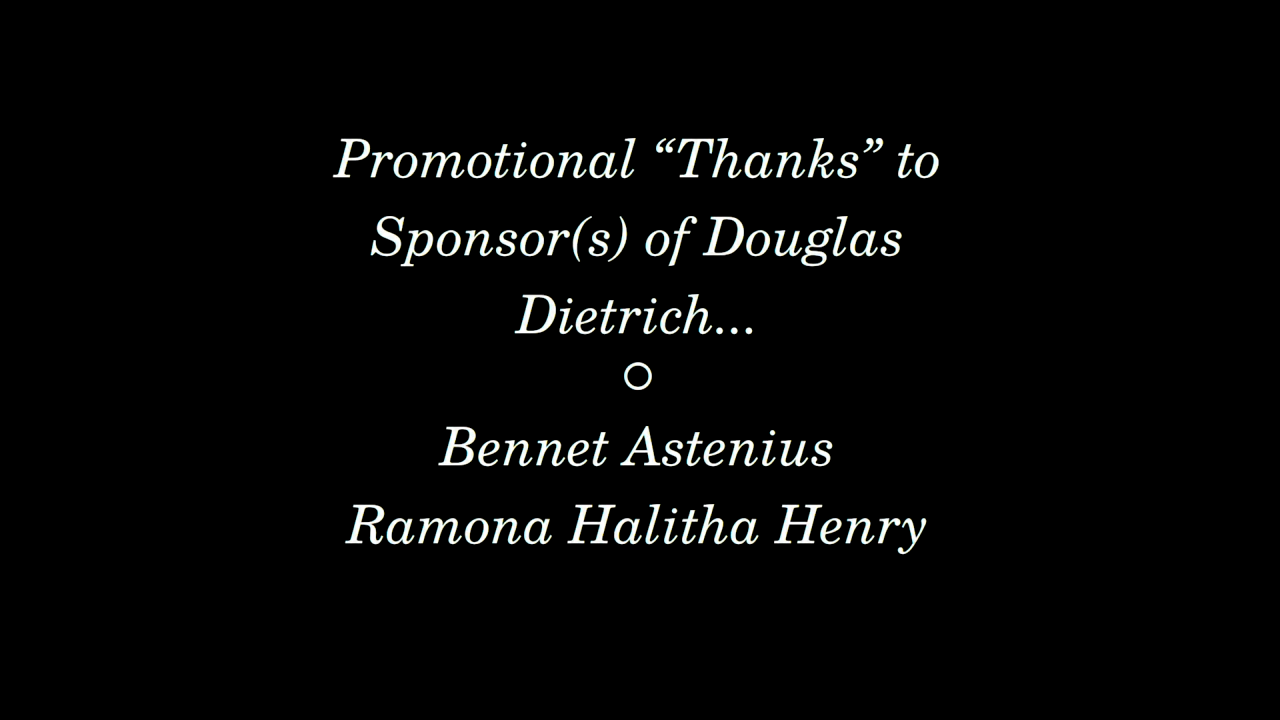 Promotional “Thanks” to
Sponsor(s) of Douglas
Dietrich...
Bennet Astenius
Ramona Halitha Henry